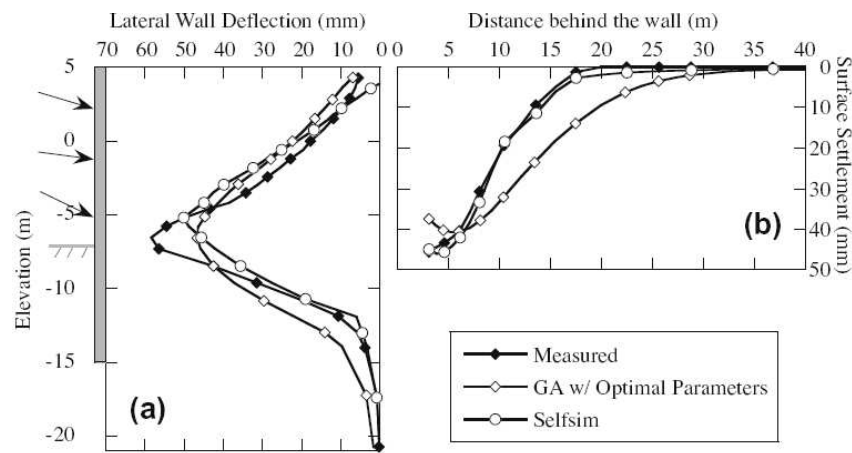 Lateral Wall Deflection (mm)
70 60 50 40 30 20 10 0
5
0
-5
-10
-15
-20
Elevation (m)
(a)
Distance behind the wall (m)
0 5 10 15 20 25 30 35 40
0
10
20
30
40
50
Surface Settlement (mm)
(b)
Measured
GA w/ Optimal Parameters
Selfsim